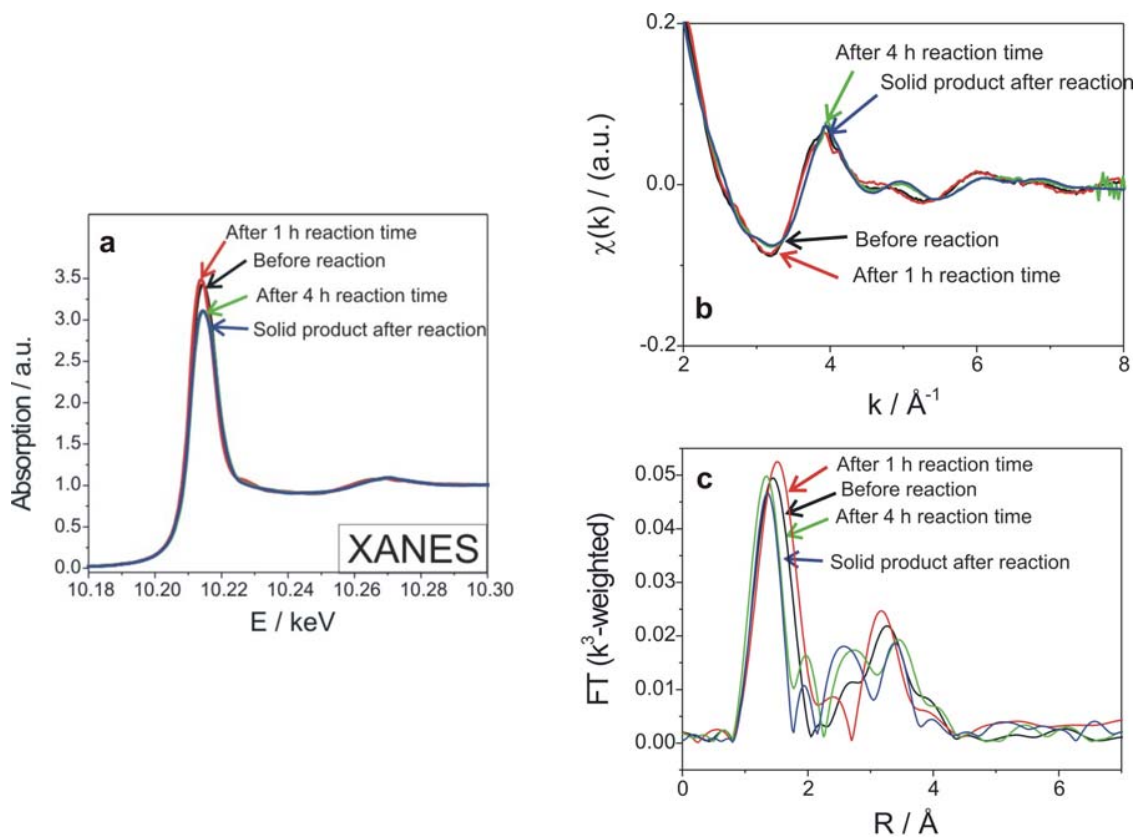 a
After 1 h reaction time
Before reaction
After 4 h reaction time
Solid product after reaction
3.5
3.0
2.5
2.0
1.5
1.0
0.5
0.0
Absorption / a.u.
XANES
10.18 10.20 10.22 10.24 10.26 10.28 10.30
E / keV
0.2
0.0
-0.2
χ(k) / (a.u.)
After 4 h reaction time
Solid product after reaction
Before reaction
After 1 h reaction time
b
2 4 6 8
k / Å⁻¹
c
After 1 h reaction time
Before reaction
After 4 h reaction time
Solid product after reaction
0.05
0.04
0.03
0.02
0.01
0.00
FT (k³-weighted)
0 2 4 6
R / Å